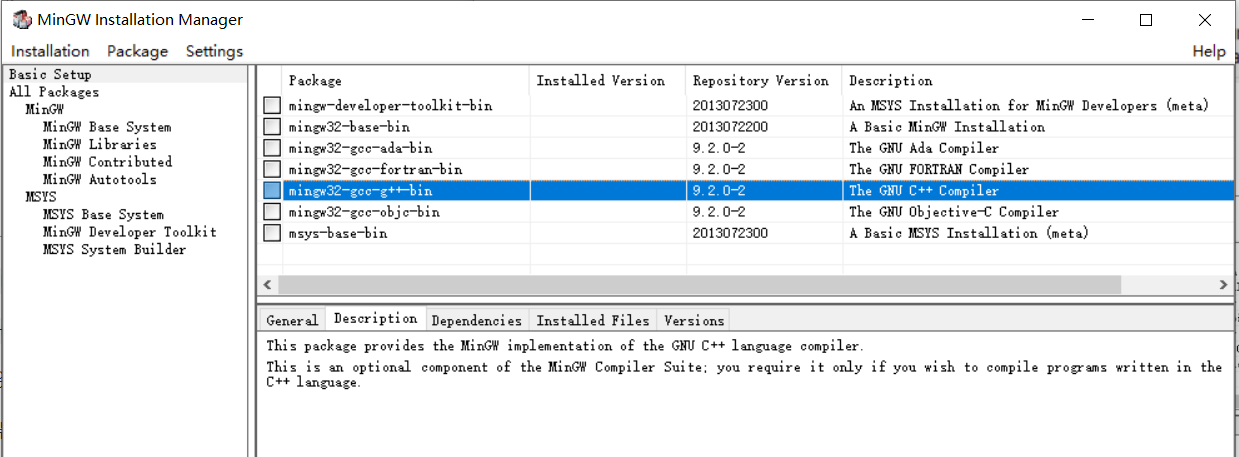 MinGW Installation Manager
Installation Package Settings Help
Basic Setup
All Packages
MinGW
MinGW Base System
MinGW Libraries
MinGW Contributed
MinGW Autotools
MSYS
MSYS Base System
MinGW Developer Toolkit
MSYS System Builder
Package Installed Version Repository Version Description
mingw-developer-toolkit-bin 2013072300 An MSYS Installation for MinGW Developers (meta)
mingw32-base-bin 2013072200 A Basic MinGW Installation
mingw32-gcc-ada-bin 9.2.0-2 The GNU Ada Compiler
mingw32-gcc-fortran-bin 9.2.0-2 The GNU FORTRAN Compiler
mingw32-gcc-g++-bin 9.2.0-2 The GNU C++ Compiler
mingw32-gcc-objc-bin 9.2.0-2 The GNU Objective-C Compiler
msys-base-bin 2013072300 A Basic MSYS Installation (meta)
General Description Dependencies Installed Files Versions
This package provides the MinGW implementation of the GNU C++ language compiler.
This is an optional component of the MinGW Compiler Suite; you require it only if you wish to compile programs written in the
C++ language.